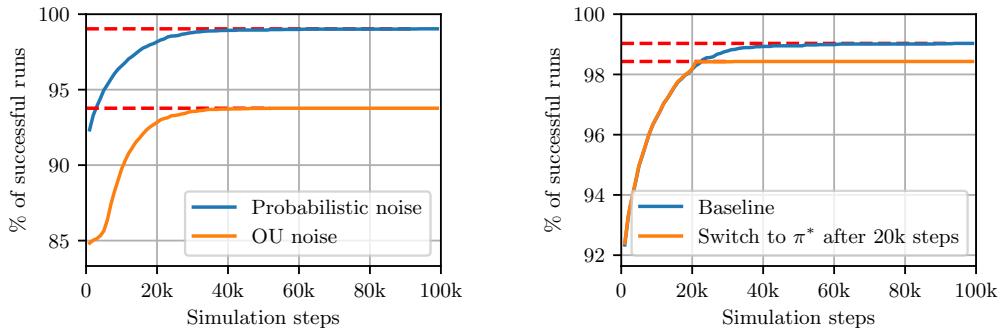 % of successful runs
100
95
90
85
0
20k
40k
60k
80k
100k
Simulation steps
Probabilistic noise
OU noise
% of successful runs
100
98
96
94
92
0
20k
40k
60k
80k
100k
Simulation steps
Baseline
Switch to π* after 20k steps